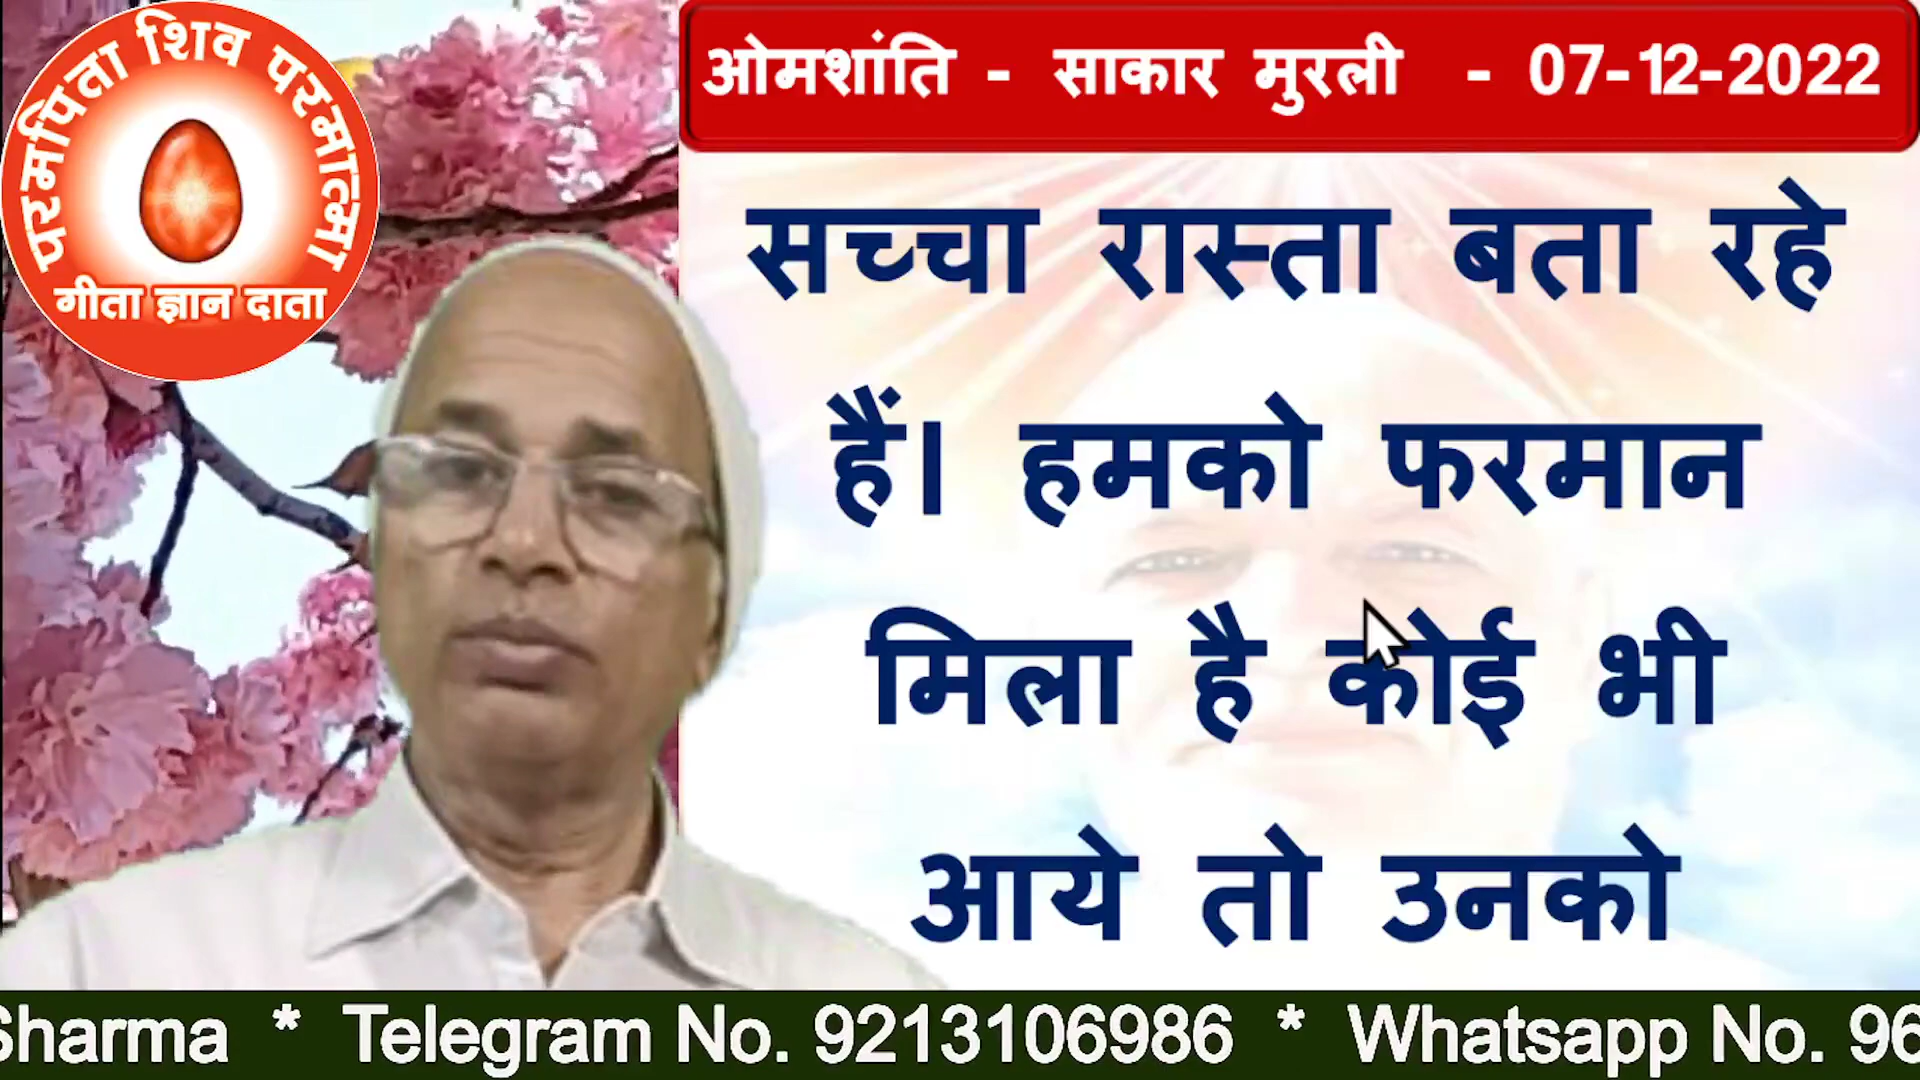 परमपिता शिव परमात्मा
गीता ज्ञान दाता
ओमशांति - साकार मुरली - 07-12-2022
सच्चा रास्ता बता रहे
हैं। हमको फरमान
मिला है कोई भी
आये तो उनको
Sharma * Telegram No. 9213106986 * Whatsapp No. 96